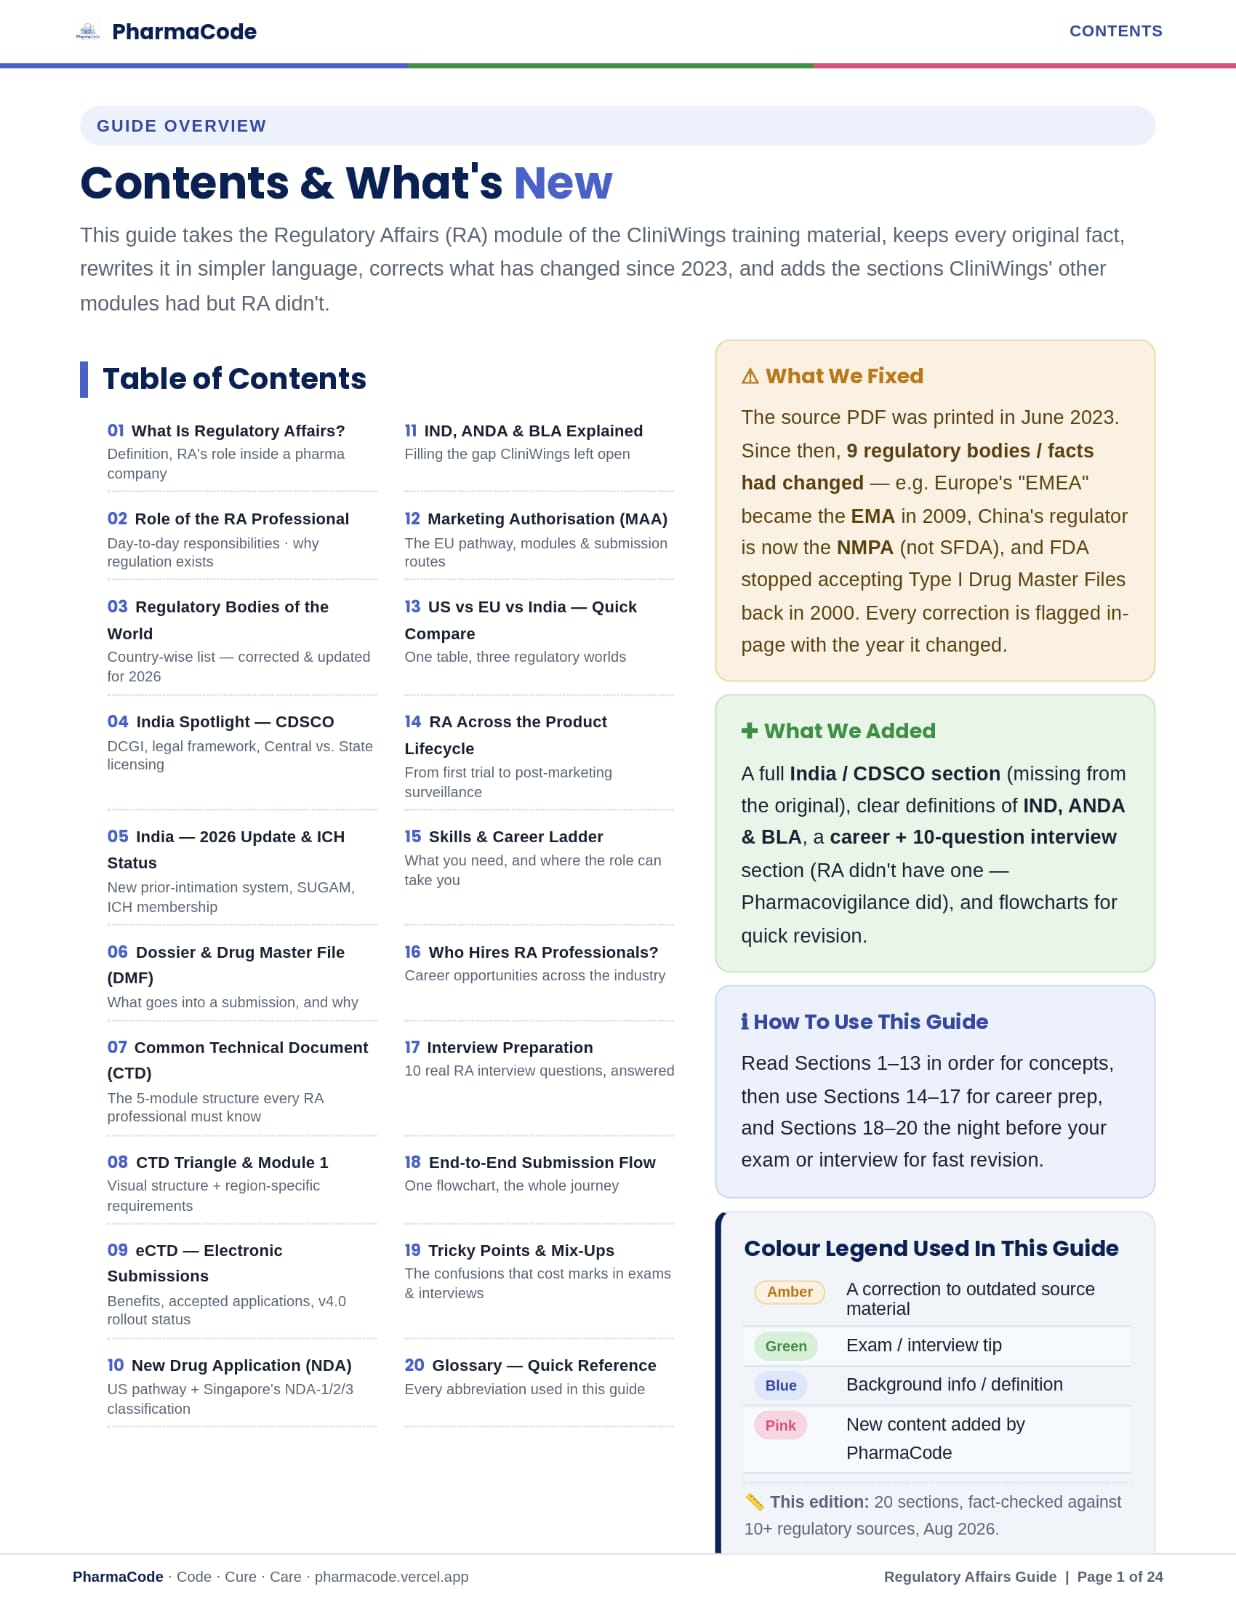 PharmaCode
CONTENTS
GUIDE OVERVIEW
Contents & What's New
This guide takes the Regulatory Affairs (RA) module of the CliniWings training material, keeps every original fact,
rewrites it in simpler language, corrects what has changed since 2023, and adds the sections CliniWings' other
modules had but RA didn't.
Table of Contents
01 What Is Regulatory Affairs?
Definition, RA's role inside a pharma
company
02 Role of the RA Professional
Day-to-day responsibilities · why
regulation exists
03 Regulatory Bodies of the
World
Country-wise list — corrected & updated
for 2026
04 India Spotlight — CDSCO
DCGI, legal framework, Central vs. State
licensing
05 India — 2026 Update & ICH
Status
New prior-intimation system, SUGAM,
ICH membership
06 Dossier & Drug Master File
(DMF)
What goes into a submission, and why
07 Common Technical Document
(CTD)
The 5-module structure every RA
professional must know
08 CTD Triangle & Module 1
Visual structure + region-specific
requirements
09 eCTD — Electronic
Submissions
Benefits, accepted applications, v4.0
rollout status
10 New Drug Application (NDA)
US pathway + Singapore's NDA-1/2/3
classification
11 IND, ANDA & BLA Explained
Filling the gap CliniWings left open
12 Marketing Authorisation (MAA)
The EU pathway, modules & submission
routes
13 US vs EU vs India — Quick
Compare
One table, three regulatory worlds
14 RA Across the Product
Lifecycle
From first trial to post-marketing
surveillance
15 Skills & Career Ladder
What you need, and where the role can
take you
16 Who Hires RA Professionals?
Career opportunities across the industry
17 Interview Preparation
10 real RA interview questions, answered
18 End-to-End Submission Flow
One flowchart, the whole journey
19 Tricky Points & Mix-Ups
The confusions that cost marks in exams
& interviews
20 Glossary — Quick Reference
Every abbreviation used in this guide
⚠ What We Fixed
The source PDF was printed in June 2023.
Since then, 9 regulatory bodies / facts
had changed — e.g. Europe's "EMEA"
became the EMA in 2009, China's regulator
is now the NMPA (not SFDA), and FDA
stopped accepting Type I Drug Master Files
back in 2000. Every correction is flagged in-
page with the year it changed.
✚ What We Added
A full India / CDSCO section (missing from
the original), clear definitions of IND, ANDA
& BLA, a career + 10-question interview
section (RA didn't have one —
Pharmacovigilance did), and flowcharts for
quick revision.
ℹ How To Use This Guide
Read Sections 1–13 in order for concepts,
then use Sections 14–17 for career prep,
and Sections 18–20 the night before your
exam or interview for fast revision.
Colour Legend Used In This Guide
Amber A correction to outdated source
material
Green Exam / interview tip
Blue Background info / definition
Pink New content added by
PharmaCode
📏 This edition: 20 sections, fact-checked against
10+ regulatory sources, Aug 2026.
PharmaCode · Code · Cure · Care · pharmacode.vercel.app
Regulatory Affairs Guide | Page 1 of 24